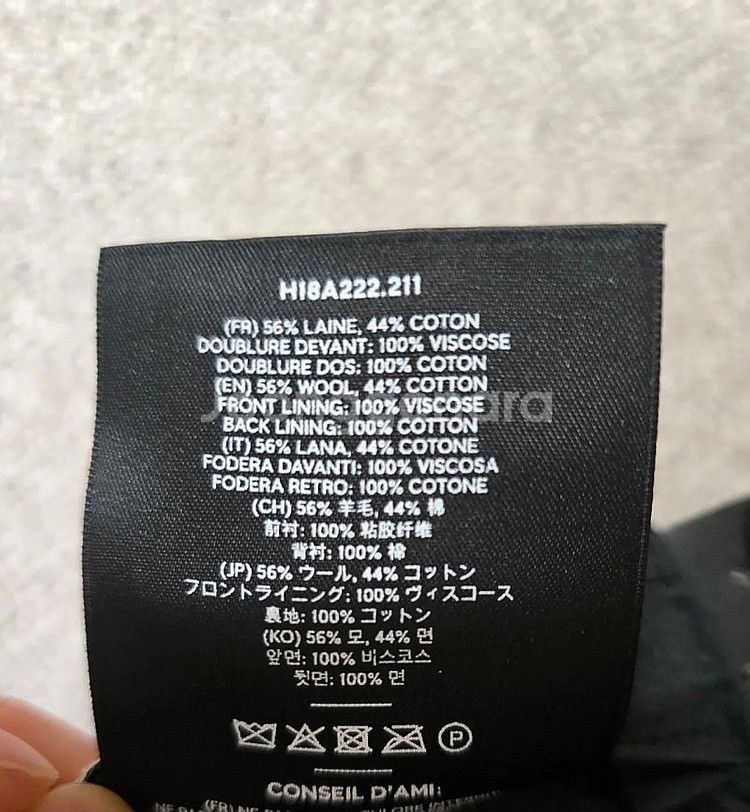 H18A222.211
(FR) 56% LAINE, 44% COTON
DOUBLURE DEVANT: 100% VISCOSE
DOUBLURE DOS: 100% COTON
(EN) 56% WOOL, 44% COTTON
FRONT LINING: 100% VISCOSE
BACK LINING: 100% COTTON
(IT) 56% LANA, 44% COTONE
FODERA DAVANTI: 100% VISCOSA
FODERA RETRO: 100% COTONE
(CH) 56% 羊毛, 44% 棉
前衬: 100% 粘胶纤维
背衬: 100% 棉
(JP) 56% ウール, 44% コットン
フロントライニング: 100% ヴィスコース
裏地: 100% コットン
(KO) 56% 모, 44% 면
앞면: 100% 비스코스
뒷면: 100% 면
P
CONSEIL D'AMI:
(FR) NE